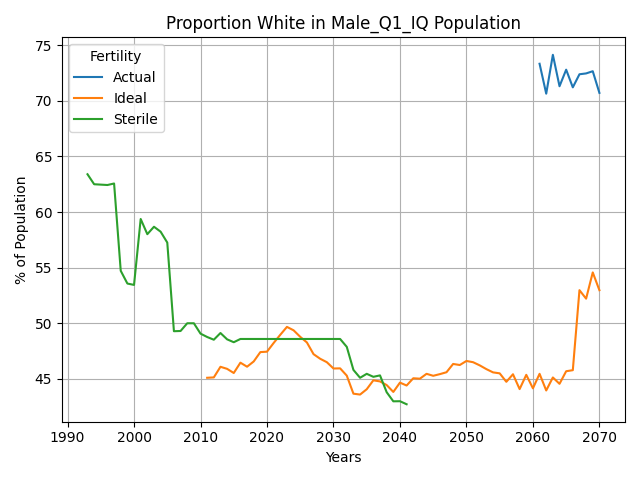 Proportion White in Male_Q1_IQ Population
Fertility
Actual
Ideal
Sterile
% of Population
75
70
65
60
55
50
45
1990 2000 2010 2020 2030 2040 2050 2060 2070
Years